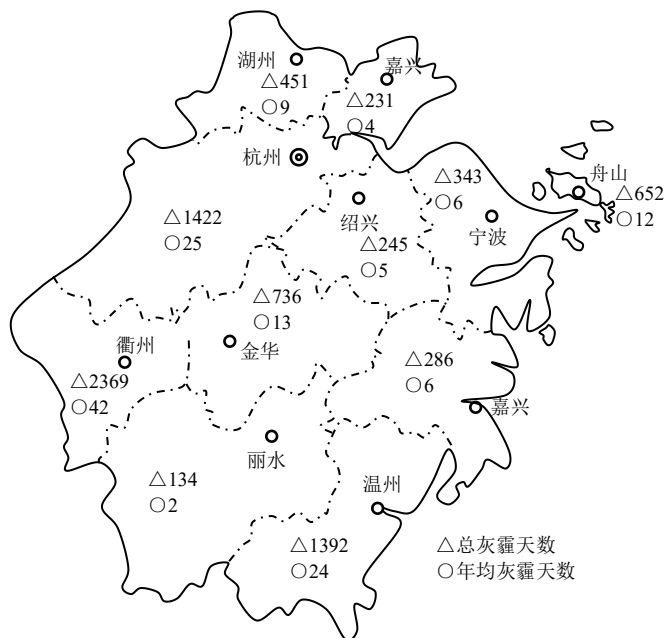 湖州
△451
○9
嘉兴
△231
○4
杭州
△1422
○25
绍兴
△245
○5
△343
○6
宁波
舟山
△652
○12
△736
○13
金华
衢州
△2369
○42
△286
○6
嘉兴
丽水
△134
○2
温州
△1392
○24
△总灰霾天数
○年均灰霾天数